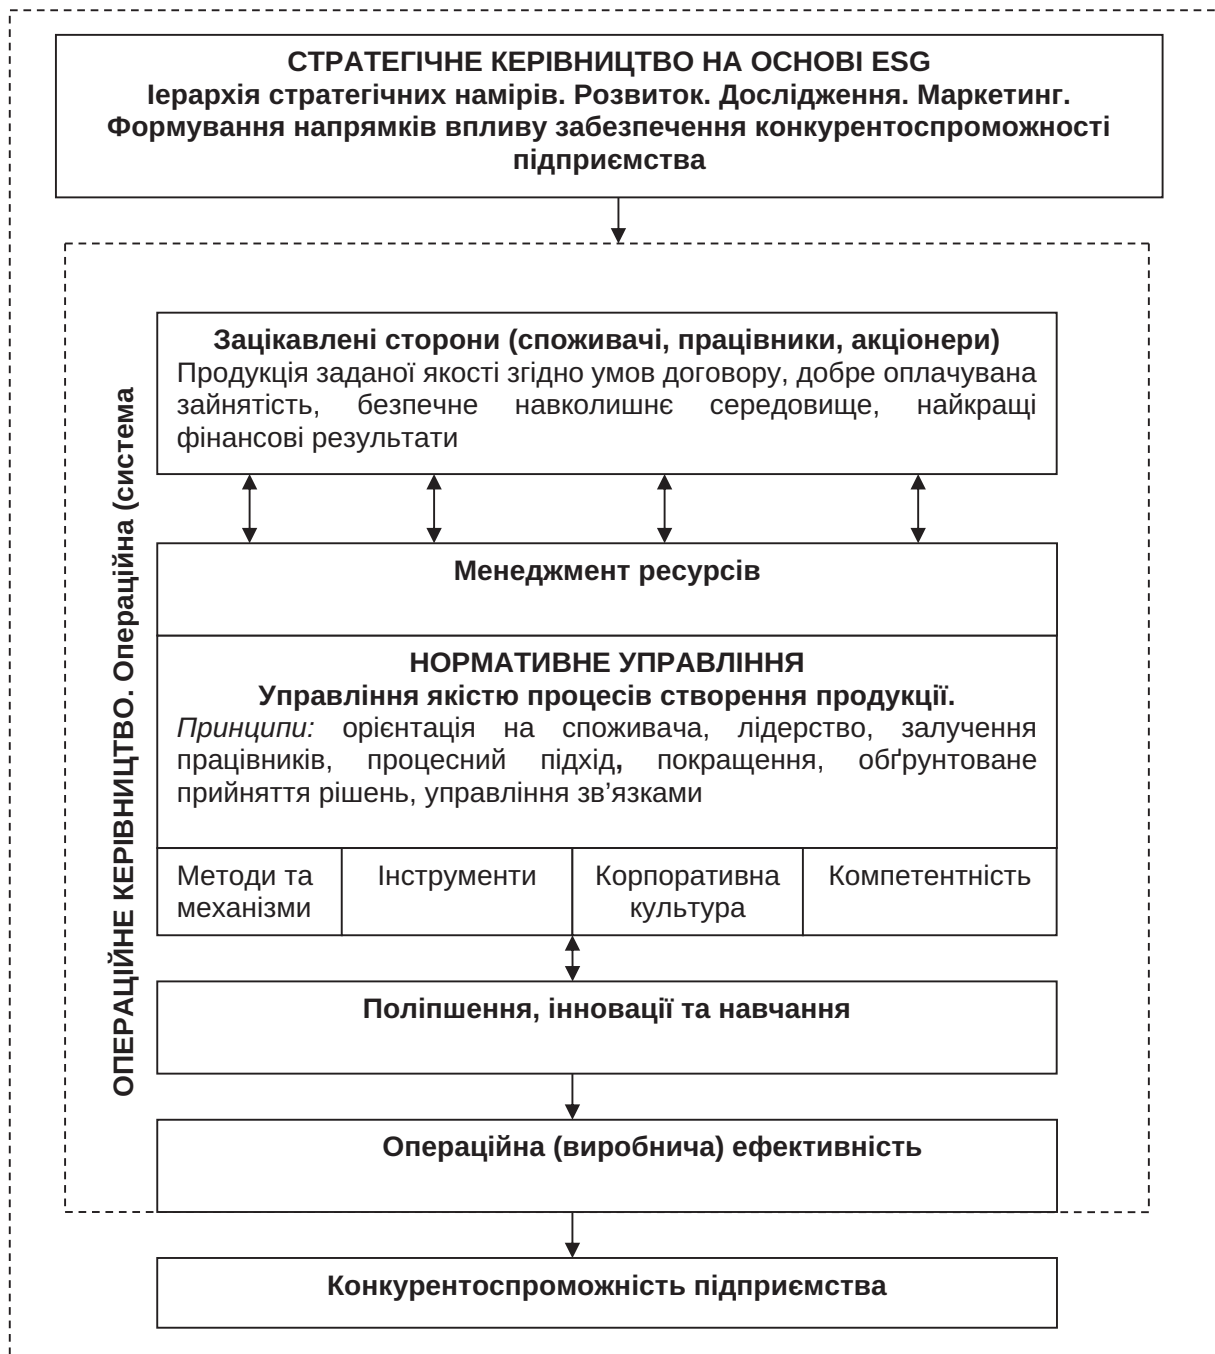 СТРАТЕГІЧНЕ КЕРІВНИЦТВО НА ОСНОВІ ESG
Ієрархія стратегічних намірів. Розвиток. Дослідження. Маркетинг.
Формування напрямків впливу забезпечення конкурентоспроможності
підприємства
ОПЕРАЦІЙНЕ КЕРІВНИЦТВО. Операційна (система
Зацікавлені сторони (споживачі, працівники, акціонери)
Продукція заданої якості згідно умов договору, добре оплачувана
зайнятість, безпечне навколишнє середовище, найкращі
фінансові результати
Менеджмент ресурсів
НОРМАТИВНЕ УПРАВЛІННЯ
Управління якістю процесів створення продукції.
Принципи: орієнтація на споживача, лідерство, залучення
працівників, процесний підхід, покращення, обґрунтоване
прийняття рішень, управління зв’язками
Методи та
механізми
Інструменти
Корпоративна
культура
Компетентність
Поліпшення, інновації та навчання
Операційна (виробнича) ефективність
Конкурентоспроможність підприємства